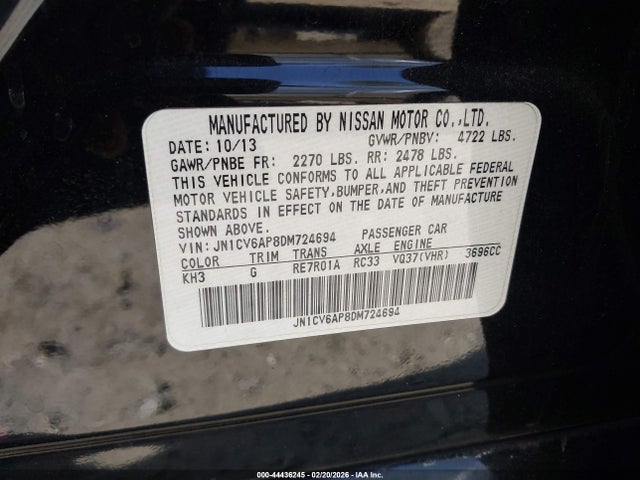 MANUFACTURED BY NISSAN MOTOR CO.,LTD.
DATE: 10/13 GVWR/PNBV: 4722 LBS.
GAWR/PNBE FR: 2270 LBS. RR: 2478 LBS.
THIS VEHICLE CONFORMS TO ALL APPLICABLE FEDERAL
MOTOR VEHICLE SAFETY,BUMPER,AND THEFT PREVENTION
STANDARDS IN EFFECT ON THE DATE OF MANUFACTURE
SHOWN ABOVE.
VIN: JN1CV6AP8DM724694 PASSENGER CAR
COLOR TRIM TRANS AXLE ENGINE
KH3 G RE7R01A RC33 VQ37(VHR) 3696CC
JN1CV6AP8DM724694
000-44436245 - 02/20/2026 - IAA Inc.